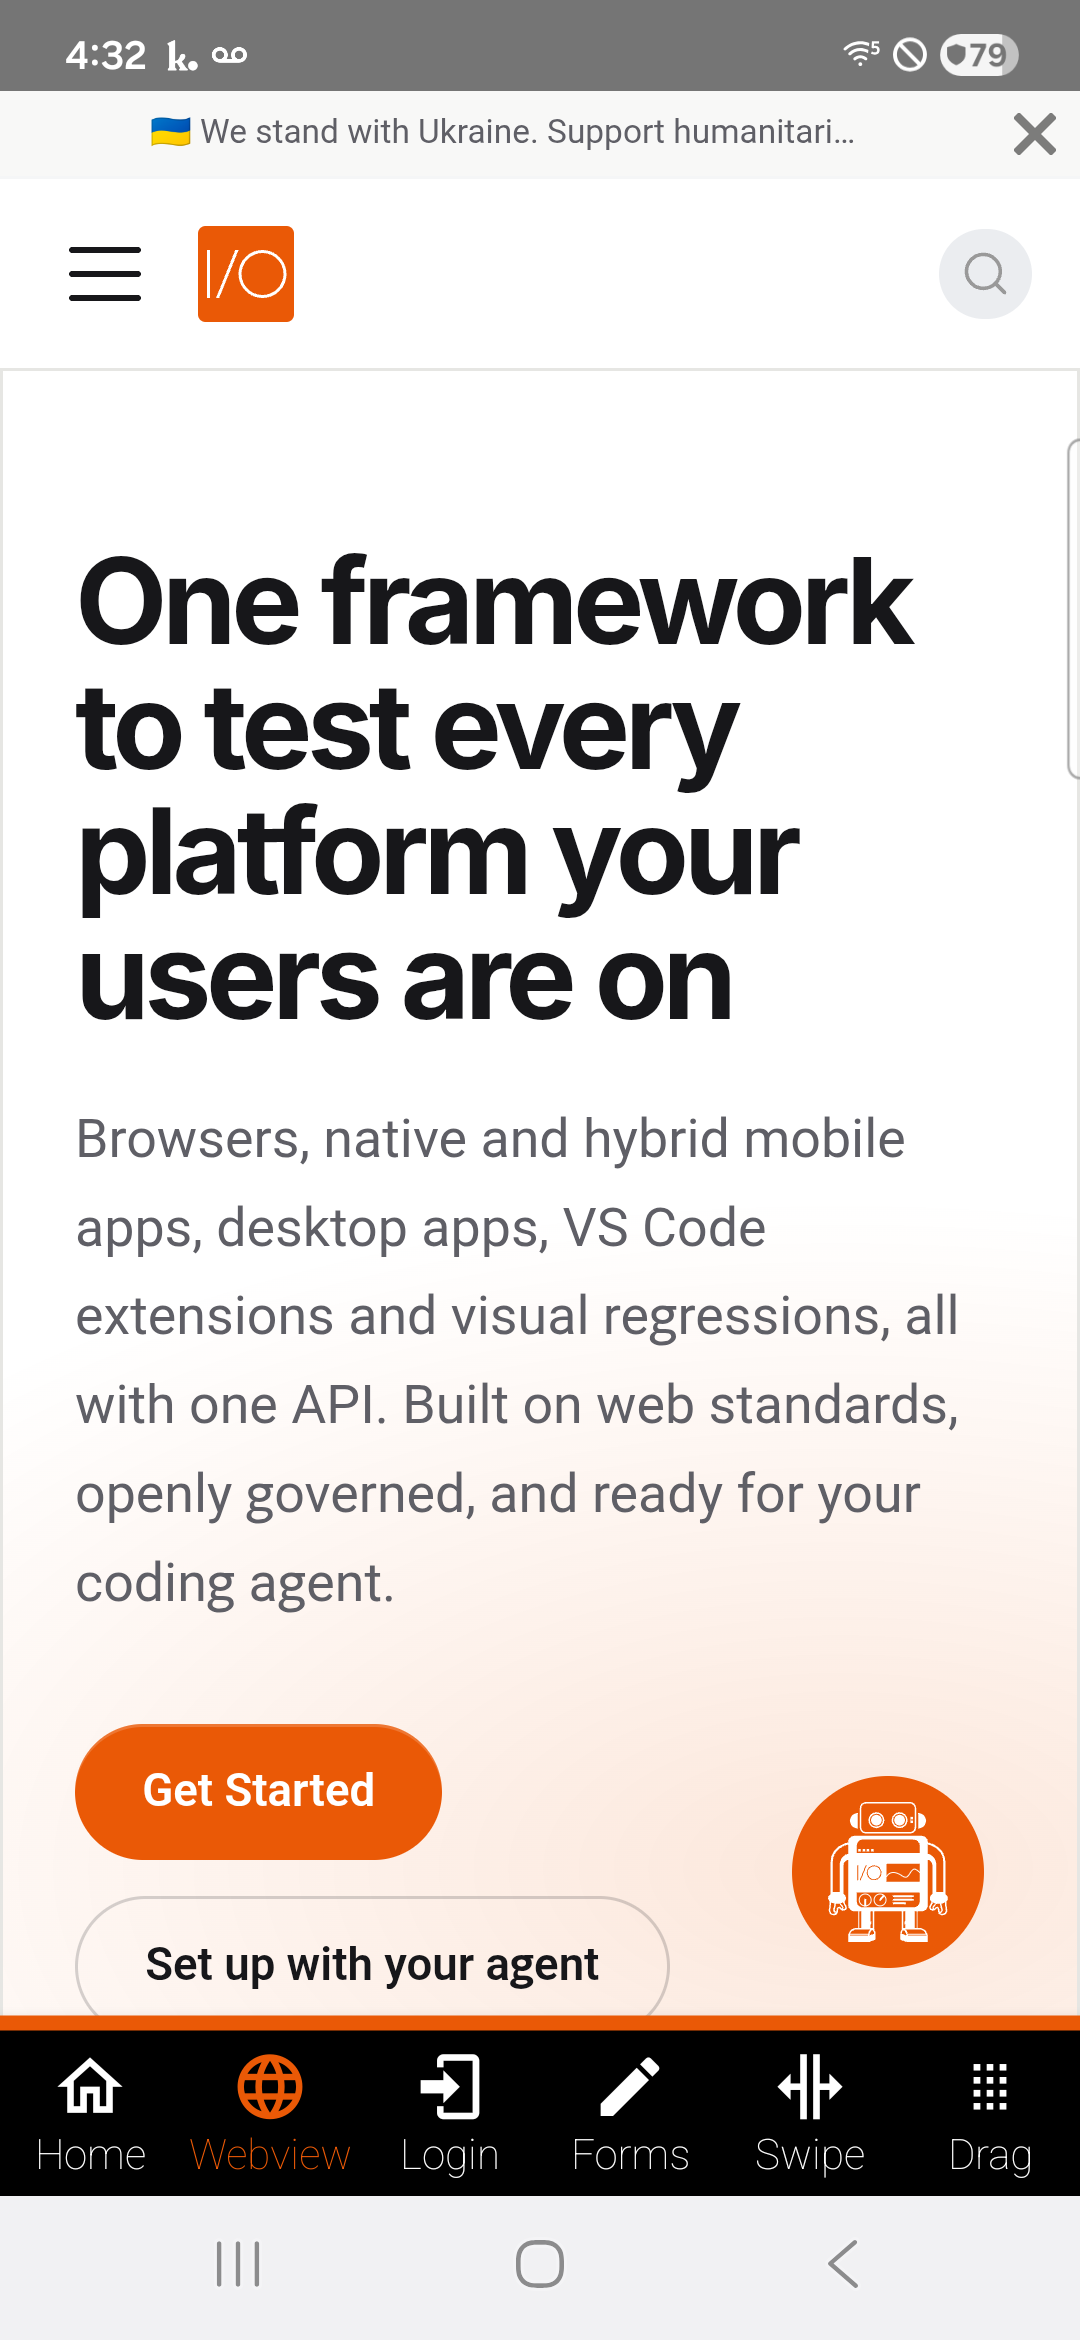 4:32 k. 5 79
We stand with Ukraine. Support humanitari...
I/O
One framework
to test every
platform your
users are on
Browsers, native and hybrid mobile
apps, desktop apps, VS Code
extensions and visual regressions, all
with one API. Built on web standards,
openly governed, and ready for your
coding agent.
Get Started
I/O
Set up with your agent
Home Webview Login Forms Swipe Drag